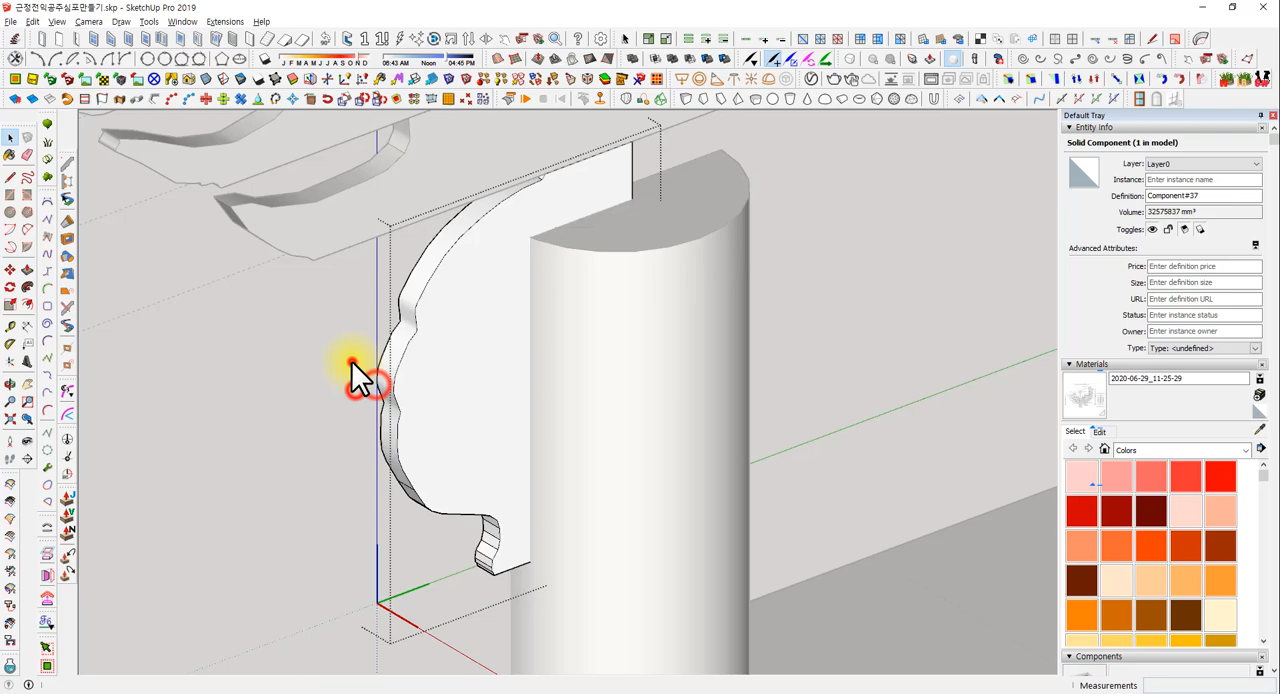 근정전익공주심포만들기.skp - SketchUp Pro 2019
File Edit View Camera Draw Tools Window Extensions Help
J F M A M J J A S O N D 06:43 AM Noon 04:45 PM
Default Tray
Entity Info
Solid Component (1 in model)
Layer: Layer0
Instance: Enter instance name
Definition: Component#37
Volume: 32575837 mm³
Toggles:
Advanced Attributes:
Price: Enter definition price
Size: Enter definition size
URL: Enter definition URL
Status: Enter instance status
Owner: Enter instance owner
Type: Type: <undefined>
Materials
2020-06-29_11-25-29
Select Edit
Colors
Components
Measurements